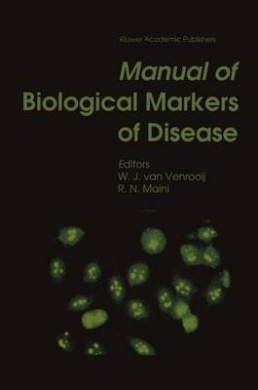 Kluwer Academic Publishers
Manual of
Biological Markers
of Disease
Editors
W. J. van Venrooij
R. N. Maini